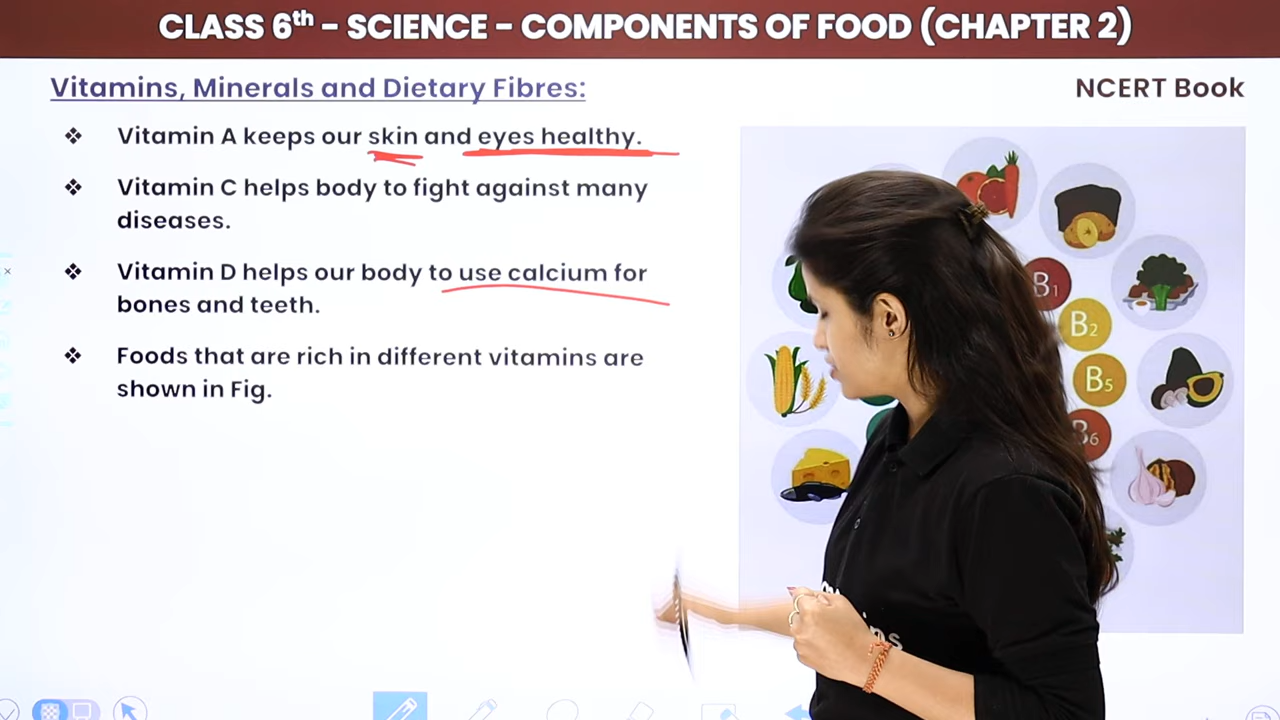 CLASS 6th - SCIENCE - COMPONENTS OF FOOD (CHAPTER 2)
Vitamins, Minerals and Dietary Fibres:
NCERT Book
❖ Vitamin A keeps our skin and eyes healthy.
❖ Vitamin C helps body to fight against many
diseases.
❖ Vitamin D helps our body to use calcium for
bones and teeth.
❖ Foods that are rich in different vitamins are
shown in Fig.
B1
B2
B5
B6